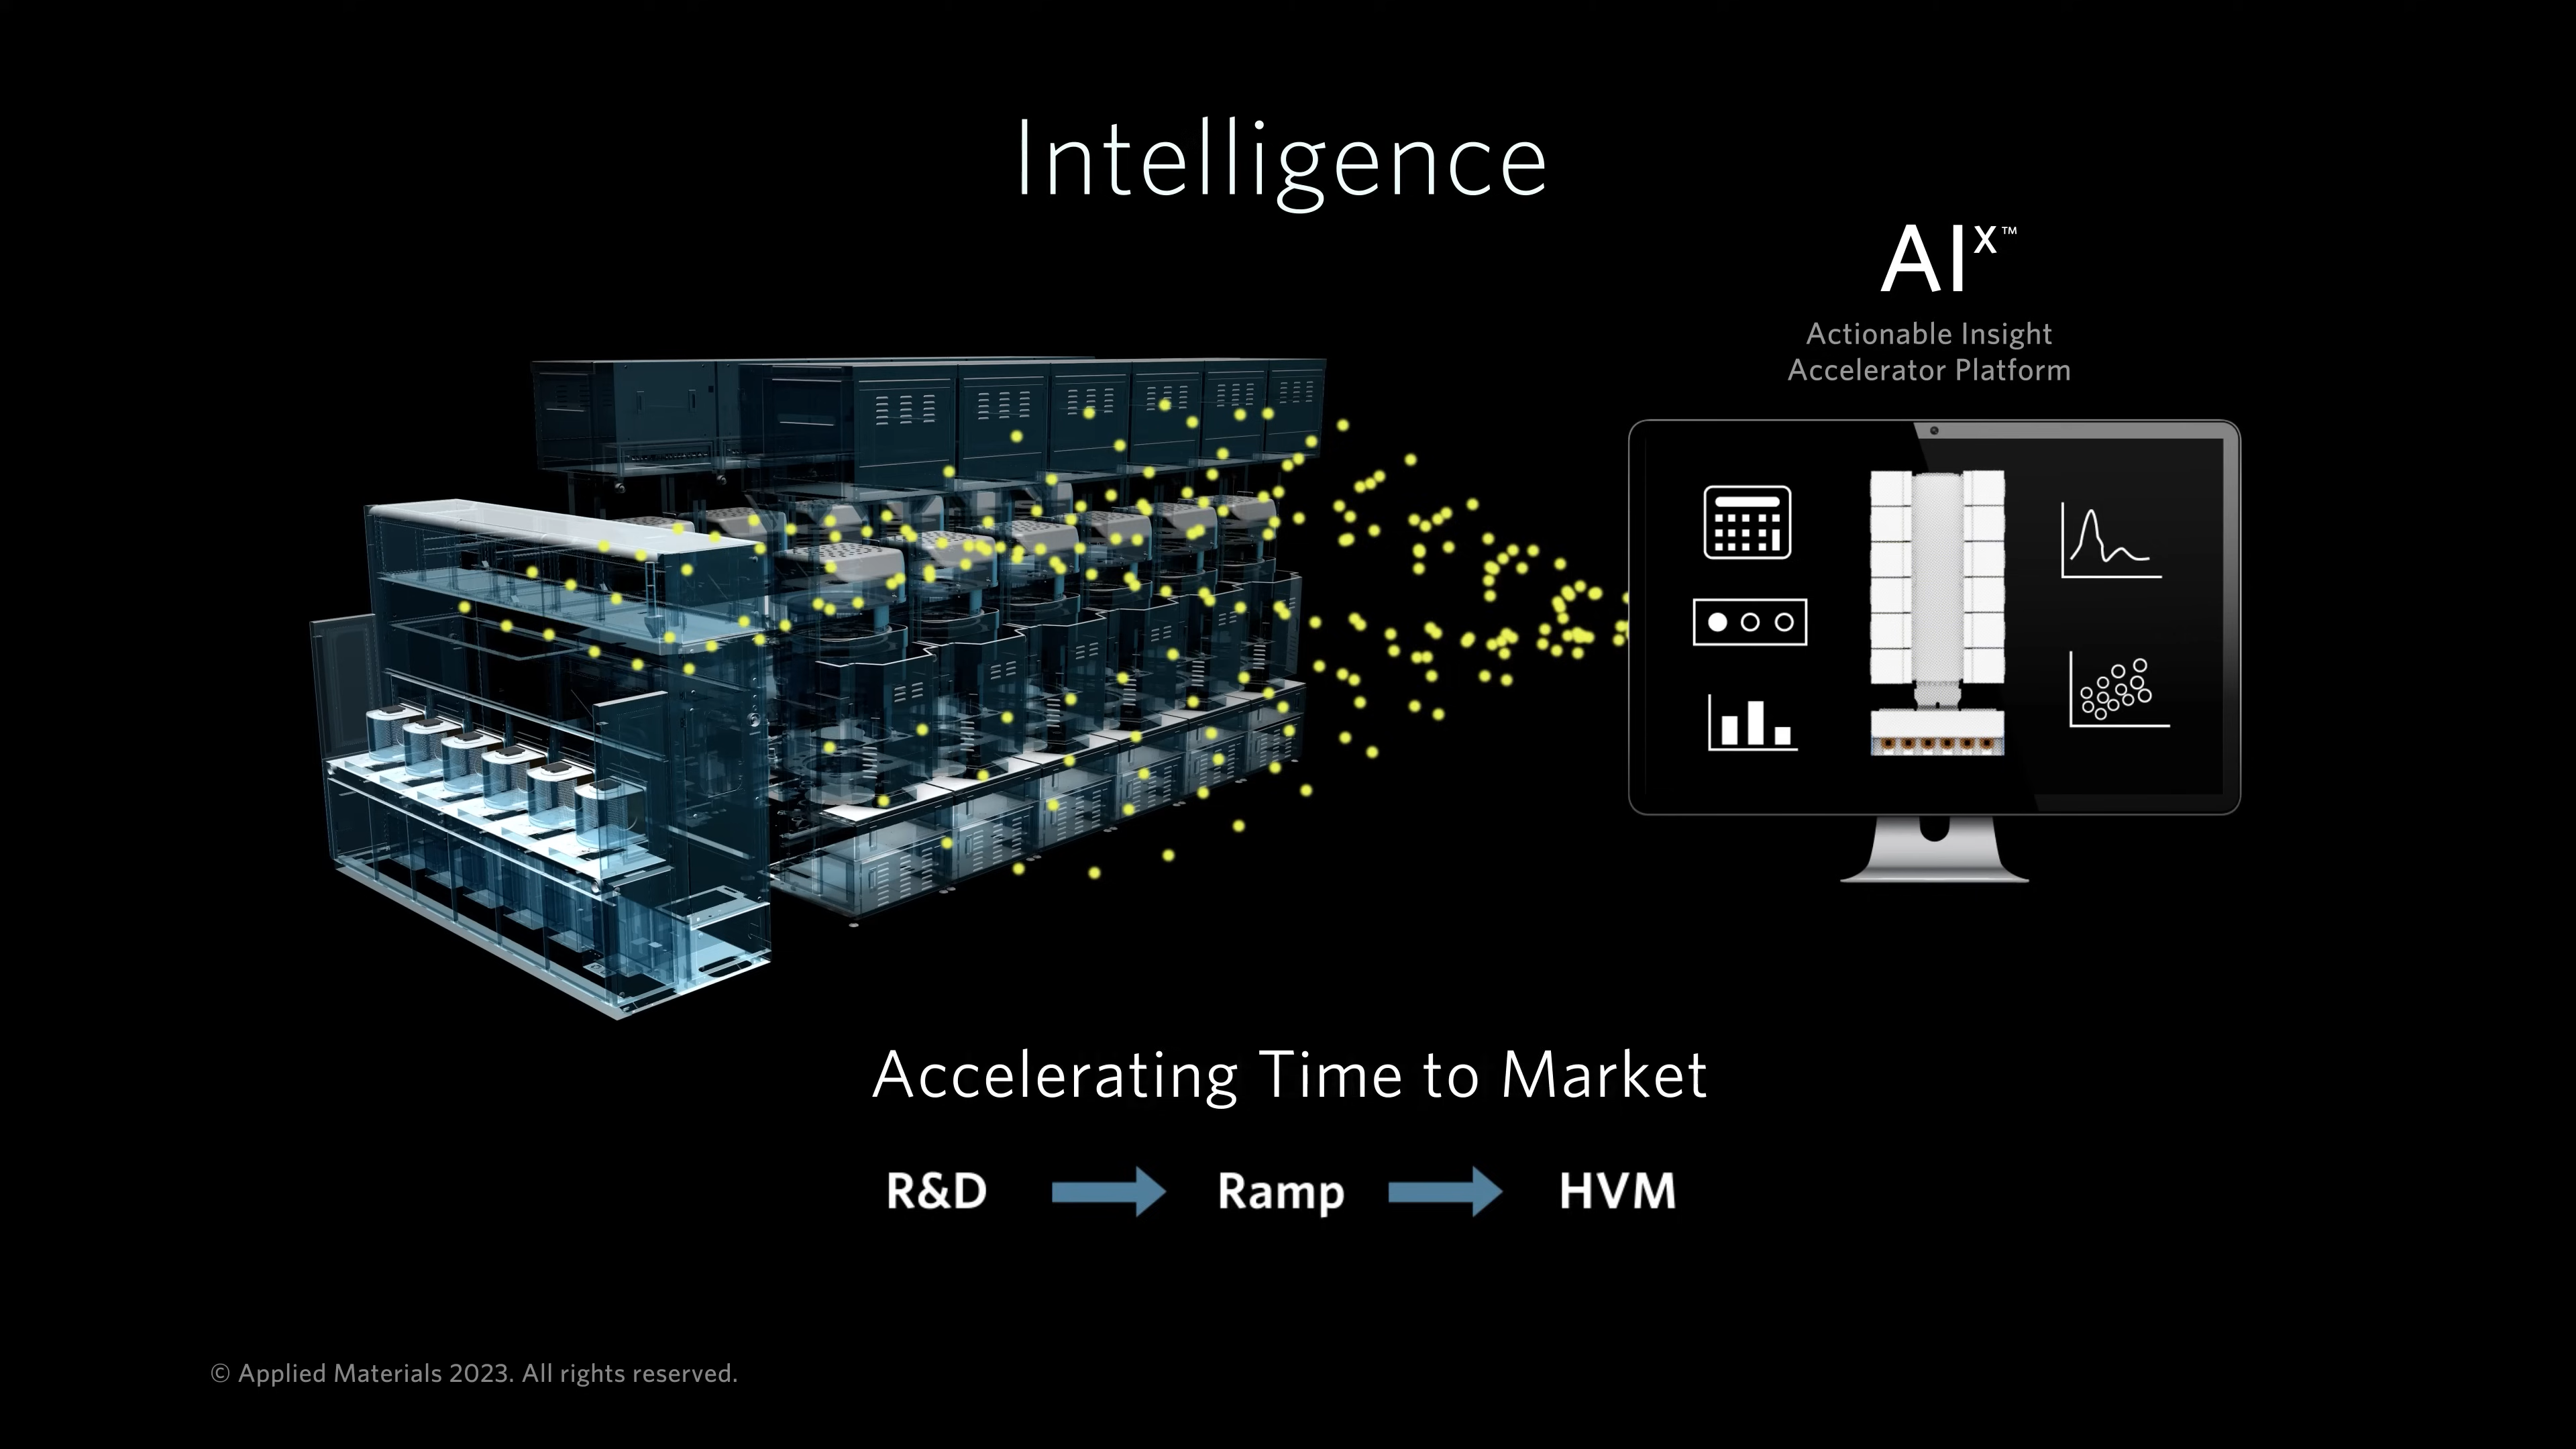 Intelligence
AIx™
Actionable Insight
Accelerator Platform
Accelerating Time to Market
R&D
Ramp
HVM
© Applied Materials 2023. All rights reserved.